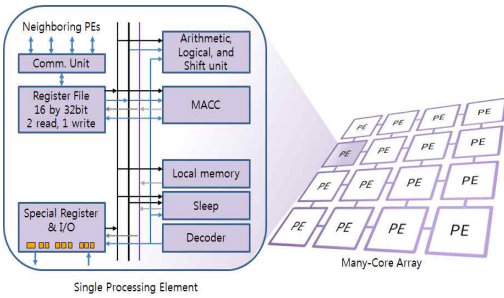 Neighboring PEs
Comm. Unit
Register File
16 by 32bit
2 read, 1 write
Special Register
& I/O
Arithmetic,
Logical, and
Shift unit
MACC
Local memory
Sleep
Decoder
Single Processing Element
PE PE PE PE
PE PE PE PE
PE PE PE PE
PE PE PE PE
Many-Core Array